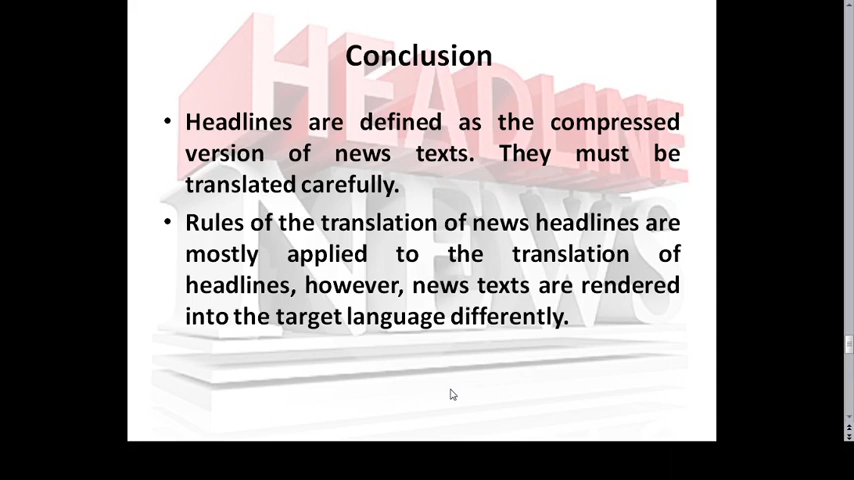 Conclusion
• Headlines are defined as the compressed
version of news texts. They must be
translated carefully.
• Rules of the translation of news headlines are
mostly applied to the translation of
headlines, however, news texts are rendered
into the target language differently.
HEADLINE
NEWS